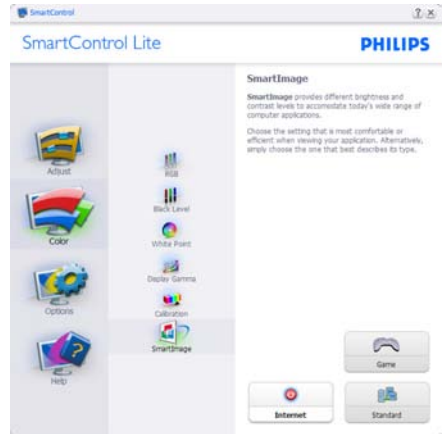 SmartControl
SmartControl Lite
PHILIPS
Adjust
Color
Options
Help
RGB
Black Level
White Point
Display Gamma
Calibration
SmartImage
SmartImage
SmartImage provides different brightness and
contrast levels to accomodate today's wide range of
computer applications.
Choose the setting that is most comfortable or
efficient when viewing your application. Alternatively,
simply choose the one that best describes its type.
Game
Internet
Standard